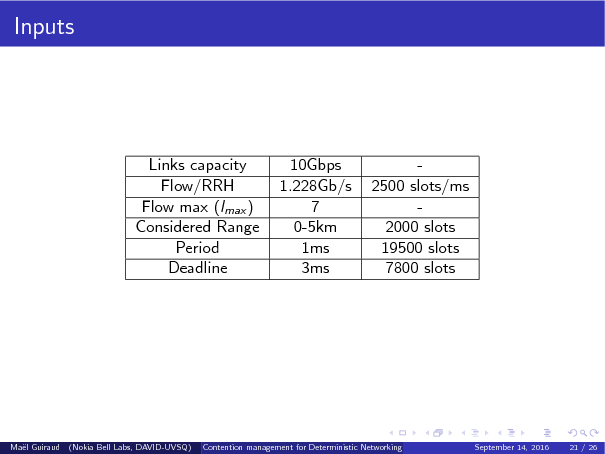 Inputs
Links capacity 10Gbps -
Flow/RRH 1.228Gb/s 2500 slots/ms
Flow max (lmax) 7 -
Considered Range 0-5km 2000 slots
Period 1ms 19500 slots
Deadline 3ms 7800 slots
Maël Guiraud (Nokia Bell Labs, DAVID-UVSQ) Contention management for Deterministic Networking September 14, 2016 21 / 26